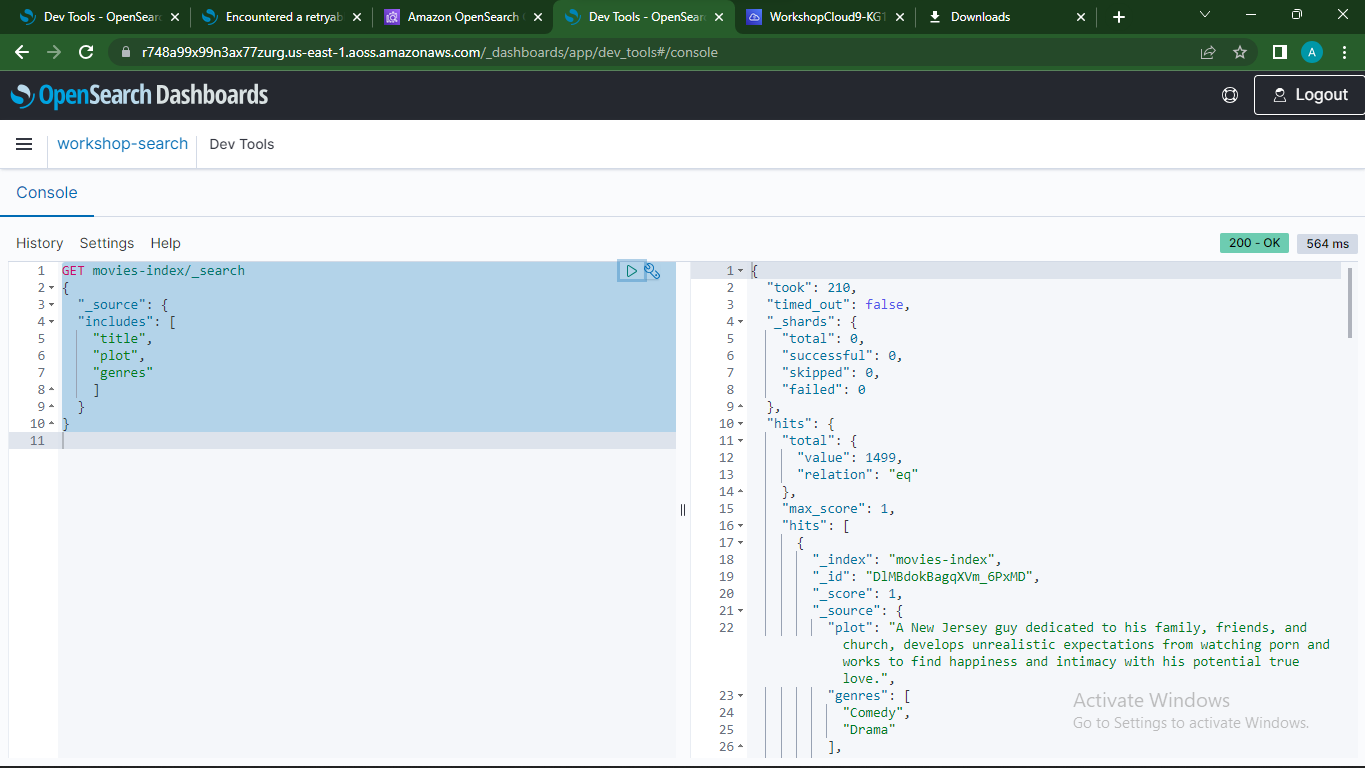 Dev Tools - OpenSearc
Encountered a retryab
Amazon OpenSearch
Dev Tools - OpenSearc
WorkshopCloud9-KG1
Downloads
r748a99x99n3ax77zurg.us-east-1.aoss.amazonaws.com/_dashboards/app/dev_tools#/console
A
OpenSearch Dashboards
Logout
workshop-search
Dev Tools
Console
History Settings Help
200 - OK
564 ms
1 GET movies-index/_search
2 {
3 "_source": {
4 "includes": [
5 "title",
6 "plot",
7 "genres"
8 ]
9 }
10 }
11
1 {
2 "took": 210,
3 "timed_out": false,
4 "_shards": {
5 "total": 0,
6 "successful": 0,
7 "skipped": 0,
8 "failed": 0
9 },
10 "hits": {
11 "total": {
12 "value": 1499,
13 "relation": "eq"
14 },
15 "max_score": 1,
16 "hits": [
17 {
18 "_index": "movies-index",
19 "_id": "DlMBdokBagqXVm_6PxMD",
20 "_score": 1,
21 "_source": {
22 "plot": "A New Jersey guy dedicated to his family, friends, and
church, develops unrealistic expectations from watching porn and
works to find happiness and intimacy with his potential true
love.",
23 "genres": [
24 "Comedy",
25 "Drama"
26 ],
Activate Windows
Go to Settings to activate Windows.